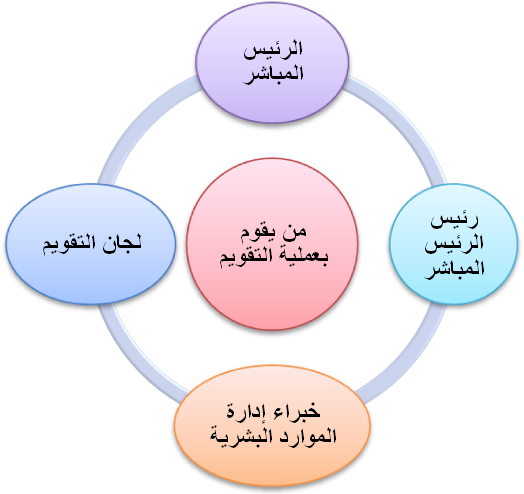 الرئيس
المباشر
رئيس
الرئيس
المباشر
من يقوم
بعملية التقويم
لجان التقويم
خبراء إدارة
الموارد البشرية